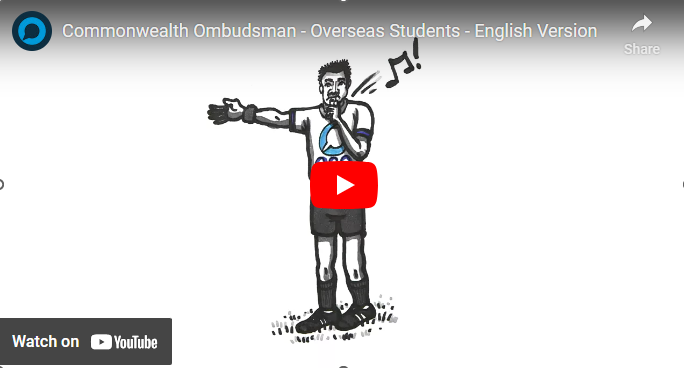 Commonwealth Ombudsman - Overseas Students - English Version
Share
Watch on YouTube